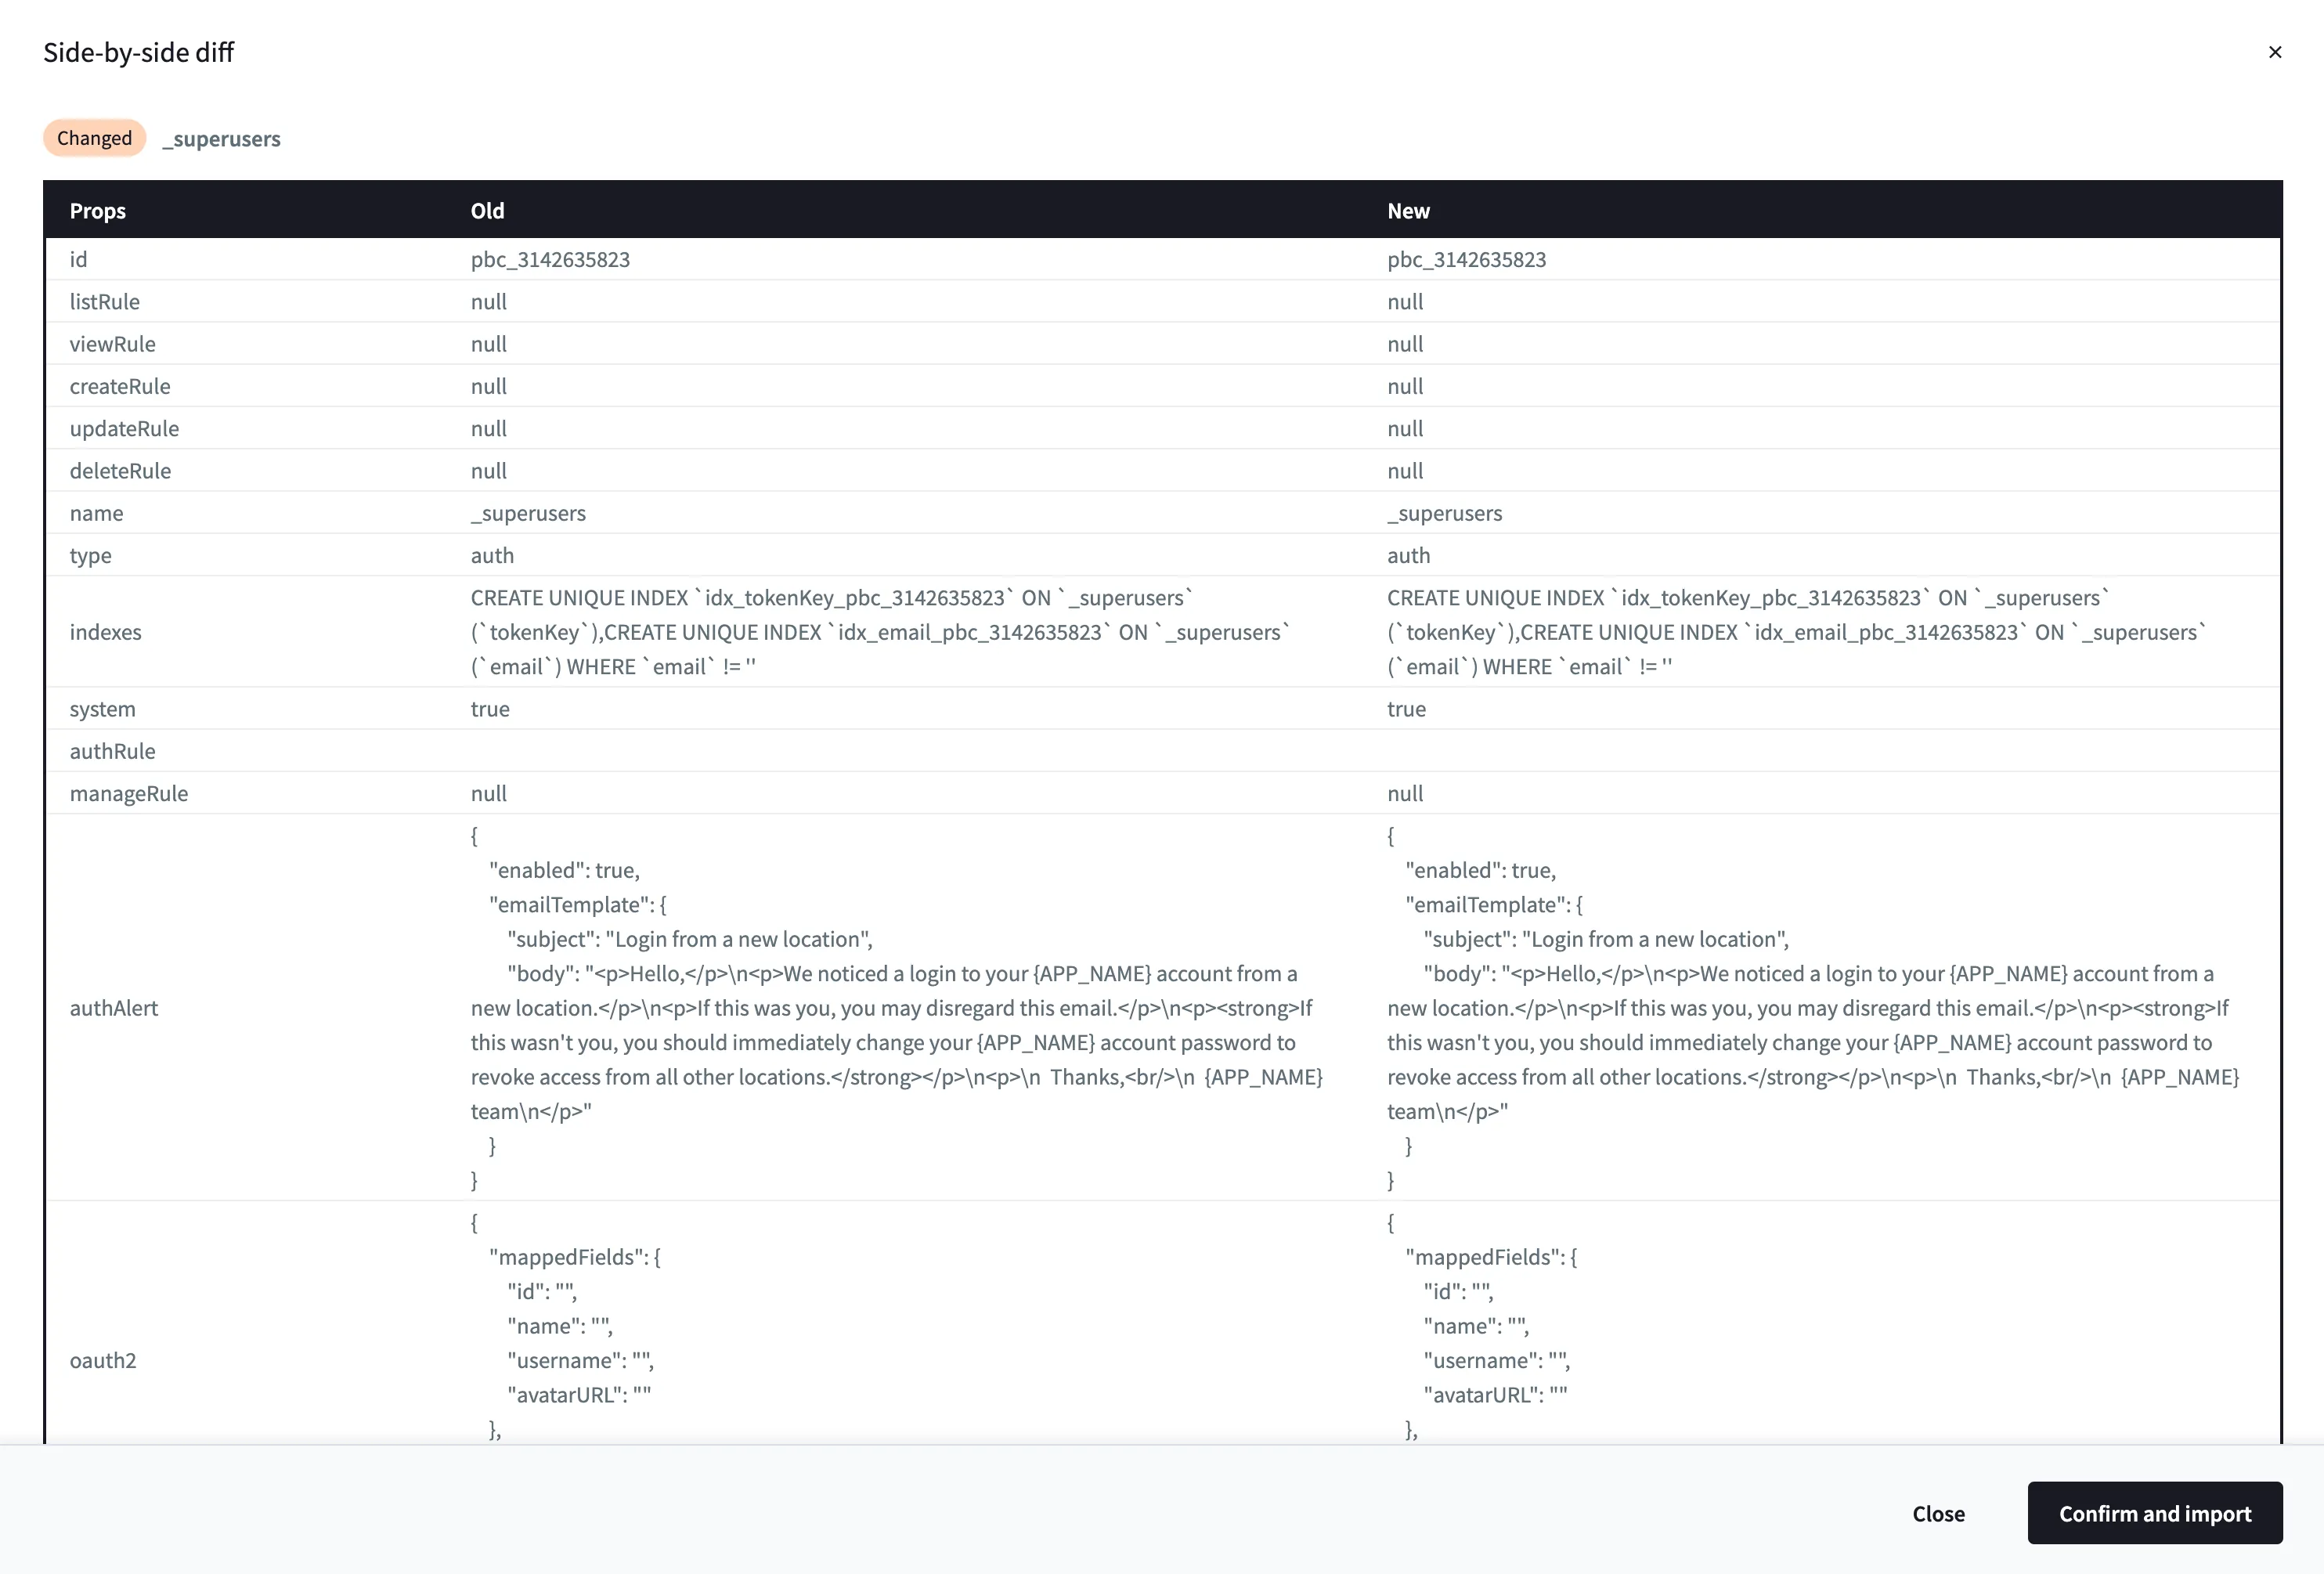 Side-by-side diff
×
Changed _superusers
Props Old New
id pbc_3142635823 pbc_3142635823
listRule null null
viewRule null null
createRule null null
updateRule null null
deleteRule null null
name _superusers _superusers
type auth auth
indexes
CREATE UNIQUE INDEX `idx_tokenKey_pbc_3142635823` ON `_superusers`
(`tokenKey`),CREATE UNIQUE INDEX `idx_email_pbc_3142635823` ON `_superusers`
(`email`) WHERE `email` != ''
CREATE UNIQUE INDEX `idx_tokenKey_pbc_3142635823` ON `_superusers`
(`tokenKey`),CREATE UNIQUE INDEX `idx_email_pbc_3142635823` ON `_superusers`
(`email`) WHERE `email` != ''
system true true
authRule
manageRule null null
authAlert
{
"enabled": true,
"emailTemplate": {
"subject": "Login from a new location",
"body": "<p>Hello,</p>\n<p>We noticed a login to your {APP_NAME} account from a
new location.</p>\n<p>If this was you, you may disregard this email.</p>\n<p><strong>If
this wasn't you, you should immediately change your {APP_NAME} account password to
revoke access from all other locations.</strong></p>\n<p>\n  Thanks,<br/>\n  {APP_NAME}
team\n</p>"
}
}
{
"enabled": true,
"emailTemplate": {
"subject": "Login from a new location",
"body": "<p>Hello,</p>\n<p>We noticed a login to your {APP_NAME} account from a
new location.</p>\n<p>If this was you, you may disregard this email.</p>\n<p><strong>If
this wasn't you, you should immediately change your {APP_NAME} account password to
revoke access from all other locations.</strong></p>\n<p>\n  Thanks,<br/>\n  {APP_NAME}
team\n</p>"
}
}
oauth2
{
"mappedFields": {
"id": "",
"name": "",
"username": "",
"avatarURL": ""
},
{
"mappedFields": {
"id": "",
"name": "",
"username": "",
"avatarURL": ""
},
Close Confirm and import